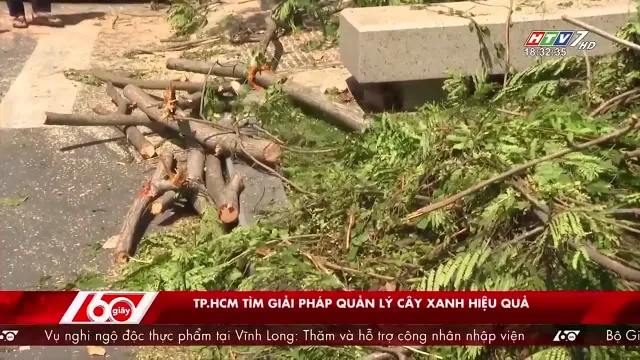 HTV7 HD
18:32:35
60 giây
TP.HCM TÌM GIẢI PHÁP QUẢN LÝ CÂY XANH HIỆU QUẢ
Vụ nghi ngộ độc thực phẩm tại Vĩnh Long: Thăm và hỗ trợ công nhân nhập viện
Bộ Gi